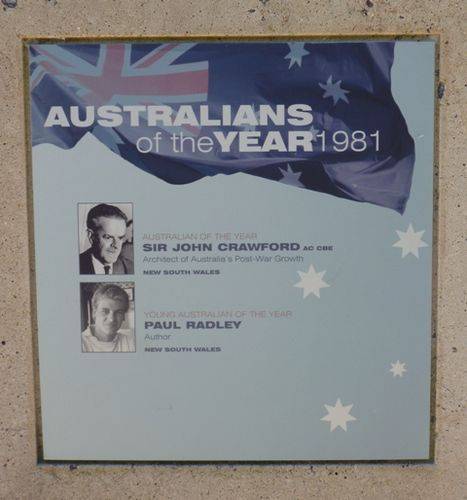 AUSTRALIANS
of the YEAR 1981
AUSTRALIAN OF THE YEAR
SIR JOHN CRAWFORD AC CBE
Architect of Australia's Post-War Growth
NEW SOUTH WALES
YOUNG AUSTRALIAN OF THE YEAR
PAUL RADLEY
Author
NEW SOUTH WALES